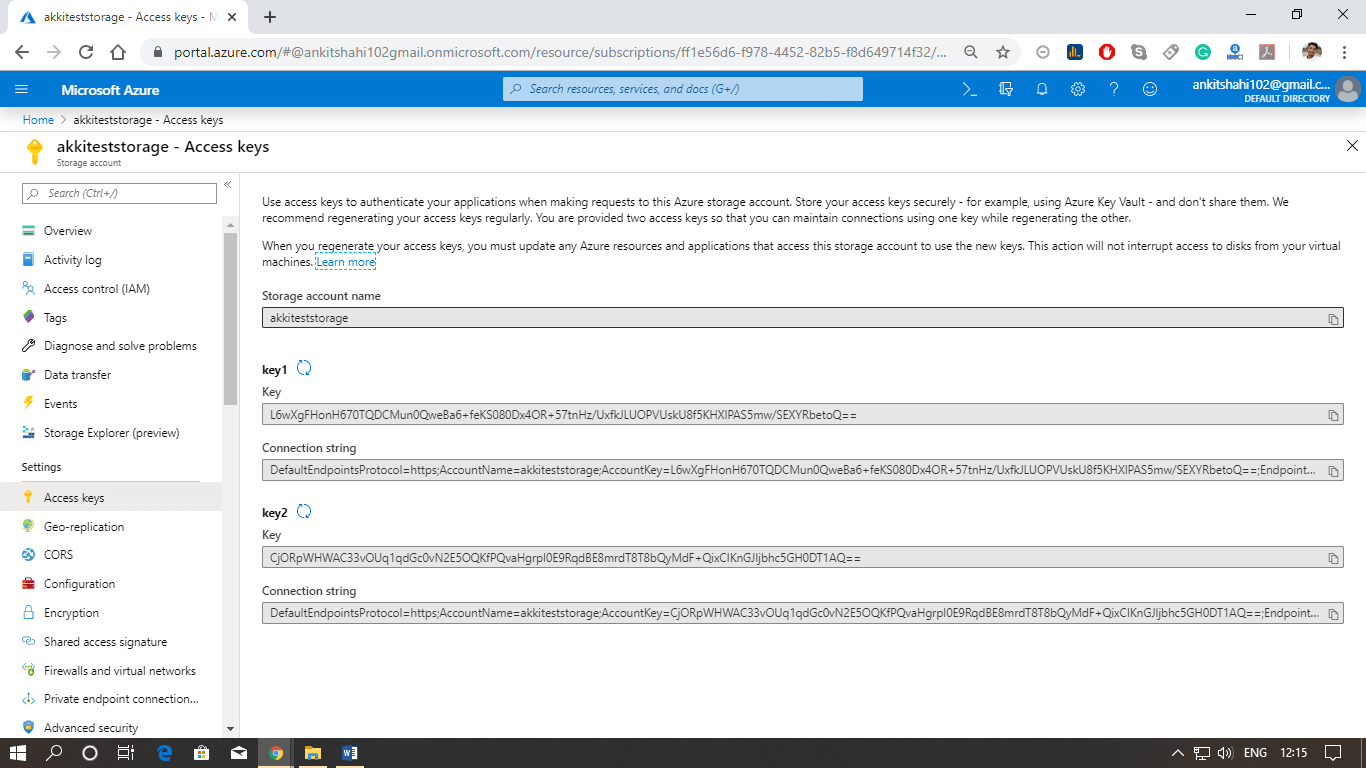 akkiteststorage - Access keys - M
portal.azure.com/#@ankitshahi102gmail.onmicrosoft.com/resource/subscriptions/ff1e56d6-f978-4452-82b5-f8d649714f32/...
Microsoft Azure
Search resources, services, and docs (G+/)
ankitshahi102@gmail.c...
DEFAULT DIRECTORY
Home > akkiteststorage - Access keys
akkiteststorage - Access keys
Storage account
Search (Ctrl+/)
Overview
Activity log
Access control (IAM)
Tags
Diagnose and solve problems
Data transfer
Events
Storage Explorer (preview)
Settings
Access keys
Geo-replication
CORS
Configuration
Encryption
Shared access signature
Firewalls and virtual networks
Private endpoint connection...
Advanced security
Use access keys to authenticate your applications when making requests to this Azure storage account. Store your access keys securely - for example, using Azure Key Vault - and don't share them. We
recommend regenerating your access keys regularly. You are provided two access keys so that you can maintain connections using one key while regenerating the other.
When you regenerate your access keys, you must update any Azure resources and applications that access this storage account to use the new keys. This action will not interrupt access to disks from your virtual
machines. Learn more
Storage account name
akkiteststorage
key1
Key
L6wXgFHonH670TQDCMun0QweBa6+feKS080Dx4OR+57tnHz/UxfkJLUOPVUskU8f5KHXIPAS5mw/SEXYRbetoQ==
Connection string
DefaultEndpointsProtocol=https;AccountName=akkiteststorage;AccountKey=L6wXgFHonH670TQDCMun0QweBa6+feKS080Dx4OR+57tnHz/UxfkJLUOPVUskU8f5KHXIPAS5mw/SEXYRbetoQ==;Endpoint...
key2
Key
CjORpWHWAC33vOUq1qdGc0vN2E5OQKfPQvaHgrpI0E9RqdBE8mrdT8T8bQyMdF+QixCIKnGJIjbhc5GH0DT1AQ==
Connection string
DefaultEndpointsProtocol=https;AccountName=akkiteststorage;AccountKey=CjORpWHWAC33vOUq1qdGc0vN2E5OQKfPQvaHgrpI0E9RqdBE8mrdT8T8bQyMdF+QixCIKnGJIjbhc5GH0DT1AQ==;Endpoint...
ENG
12:15